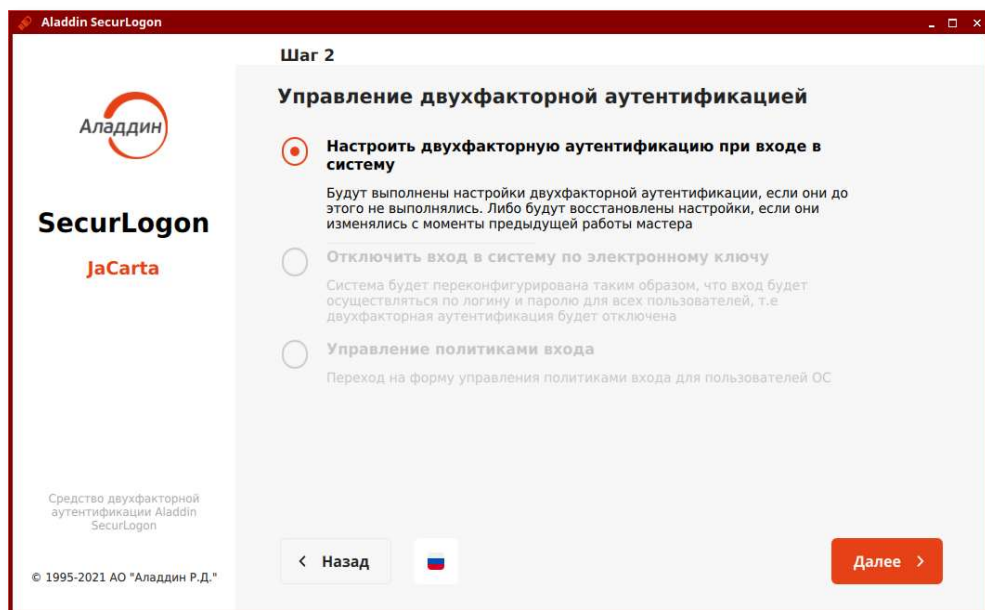 Aladdin SecurLogon
Шаг 2
Аладдин
SecurLogon
JaCarta
Средство двухфакторной
аутентификации Aladdin
SecurLogon
© 1995-2021 АО "Аладдин Р.Д."
Управление двухфакторной аутентификацией
Настроить двухфакторную аутентификацию при входе в
систему
Будут выполнены настройки двухфакторной аутентификации, если они до
этого не выполнялись. Либо будут восстановлены настройки, если они
изменялись с моменты предыдущей работы мастера
Отключить вход в систему по электронному ключу
Система будет переконфигурирована таким образом, что вход будет
осуществляться по логину и паролю для всех пользователей, т.е
двухфакторная аутентификация будет отключена
Управление политиками входа
Переход на форму управления политиками входа для пользователей ОС
Назад
Далее